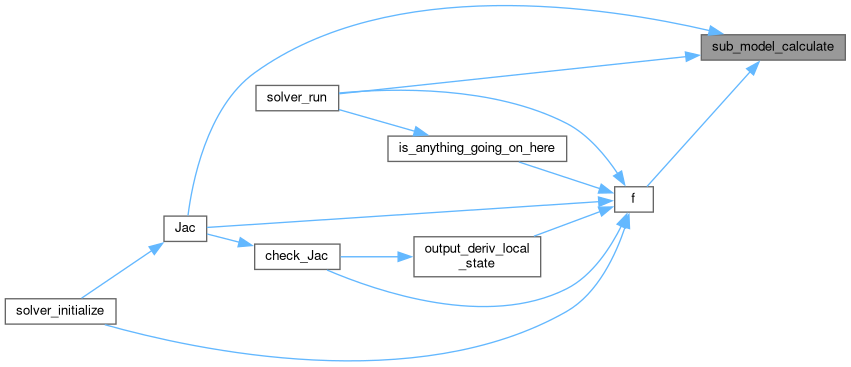 sub_model_calculate
solver_run
is_anything_going_on_here
f
Jac
output_deriv_local
_state
check_Jac
solver_initialize